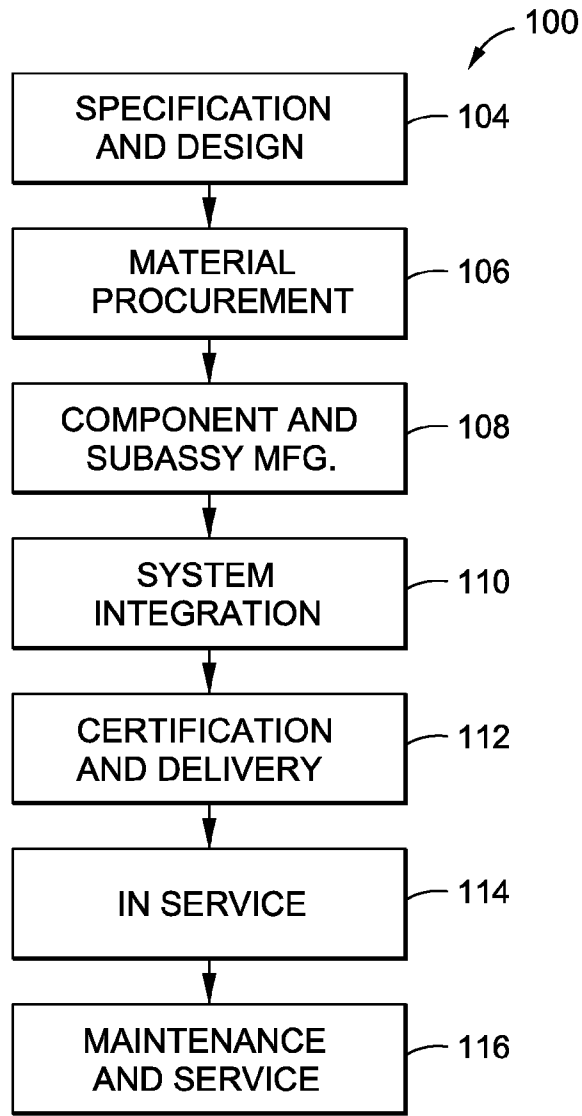 100
SPECIFICATION
AND DESIGN
104
MATERIAL
PROCUREMENT
106
COMPONENT AND
SUBASSY MFG.
108
SYSTEM
INTEGRATION
110
CERTIFICATION
AND DELIVERY
112
IN SERVICE
114
MAINTENANCE
AND SERVICE
116